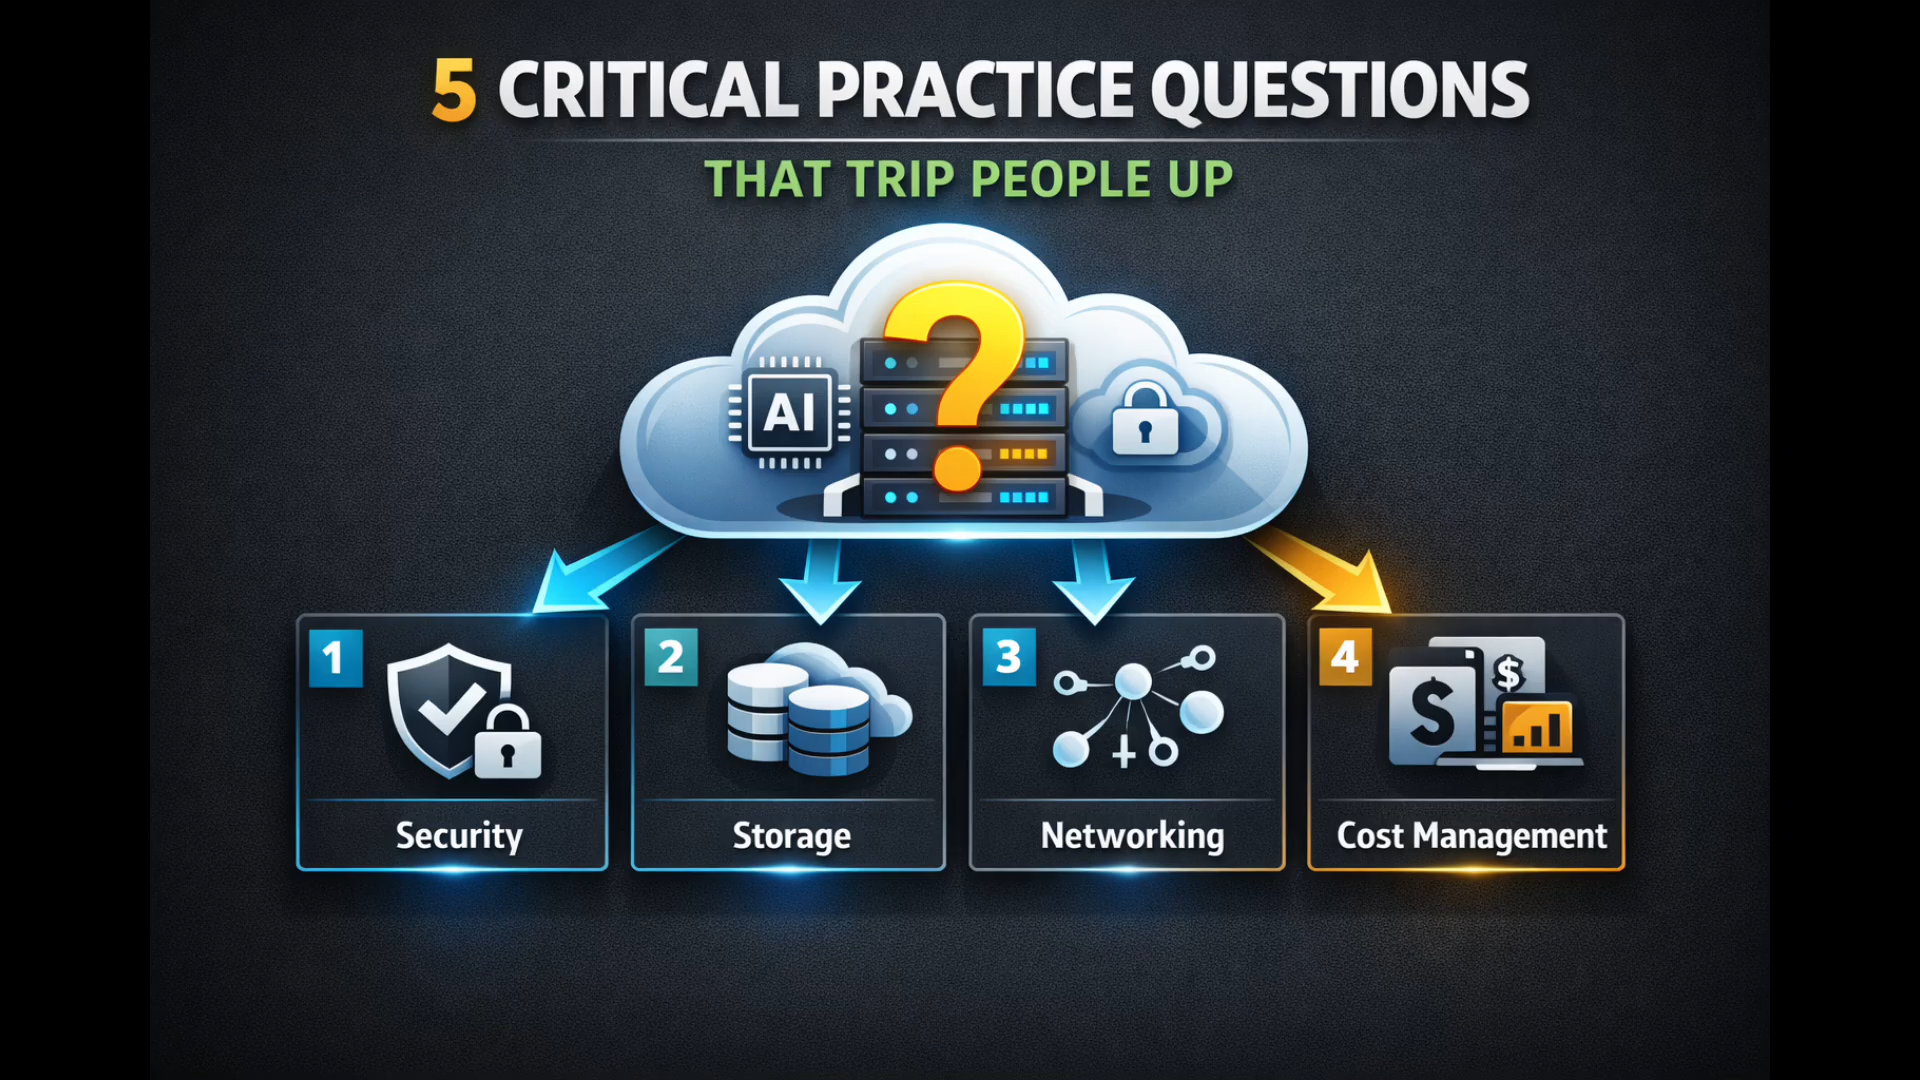 5 CRITICAL PRACTICE QUESTIONS
THAT TRIP PEOPLE UP
AI
?
1
2
3
4
$
$
Security
Storage
Networking
Cost Management